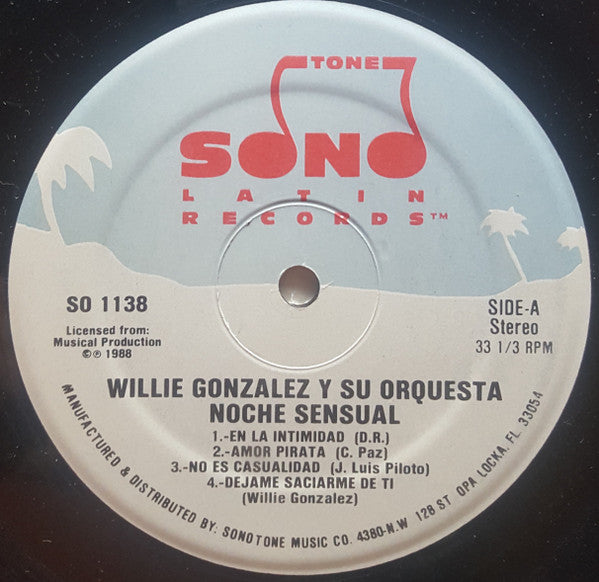 TONE
SONO
LATIN
RECORDS™
SO 1138
Licensed from:
Musical Production
©℗ 1988
SIDE-A
Stereo
33 1/3 RPM
WILLIE GONZALEZ Y SU ORQUESTA
NOCHE SENSUAL
1.-EN LA INTIMIDAD (D.R.)
2.-AMOR PIRATA (C. Paz)
3.-NO ES CASUALIDAD (J. Luis Piloto)
4.-DEJAME SACIARME DE TI
(Willie Gonzalez)
MANUFACTURED & DISTRIBUTED BY: SONOTONE MUSIC CO. 4380-N.W 128 ST OPA LOCKA, FL. 33054